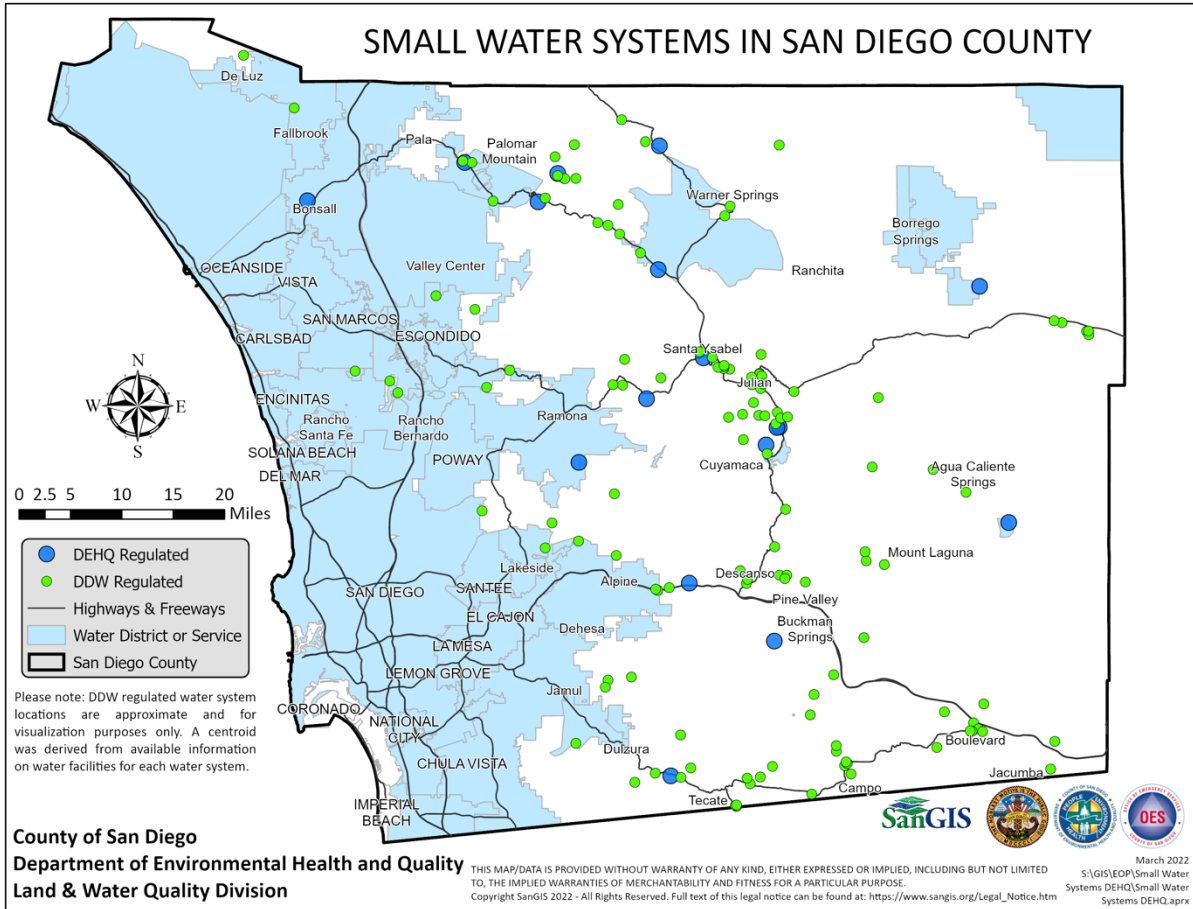 SMALL WATER SYSTEMS IN SAN DIEGO COUNTY
De Luz
Fallbrook
Pala
Palomar
Mountain
Bonsall
Warner Springs
Borrego
Springs
OCEANSIDE
VISTA
Valley Center
Ranchita
SAN MARCOS
CARLSBAD
ESCONDIDO
Santa Ysabel
Julian
N
W
E
S
ENCINITAS
Rancho
Santa Fe
Rancho
Bernardo
Ramona
SOLANA BEACH
DEL MAR
POWAY
Cuyamaca
Agua Caliente
Springs
0 2.5 5 10 15 20
Miles
DEHQ Regulated
DDW Regulated
Highways & Freeways
Water District or Service
San Diego County
Lakeside
Mount Laguna
SAN DIEGO
SANTEE
Alpine
Descanso
Pine Valley
EL CAJON
Dehesa
Buckman
Springs
LA MESA
LEMON GROVE
Jamul
CORONADO
NATIONAL
CITY
Dulzura
Boulevard
CHULA VISTA
Jacumba
Campo
Tecate
IMPERIAL
BEACH
Please note: DDW regulated water system
locations are approximate and for
visualization purposes only. A centroid
was derived from available information
on water facilities for each water system.
SanGIS
OES
County of San Diego
Department of Environmental Health and Quality
Land & Water Quality Division
THIS MAP/DATA IS PROVIDED WITHOUT WARRANTY OF ANY KIND, EITHER EXPRESSED OR IMPLIED, INCLUDING BUT NOT LIMITED
TO, THE IMPLIED WARRANTIES OF MERCHANTABILITY AND FITNESS FOR A PARTICULAR PURPOSE.
Copyright SanGIS 2022 - All Rights Reserved. Full text of this legal notice can be found at: https://www.sangis.org/Legal_Notice.htm
March 2022
S:\GIS\EOP\Small Water
Systems DEHQ\Small Water
Systems DEHQ.aprx